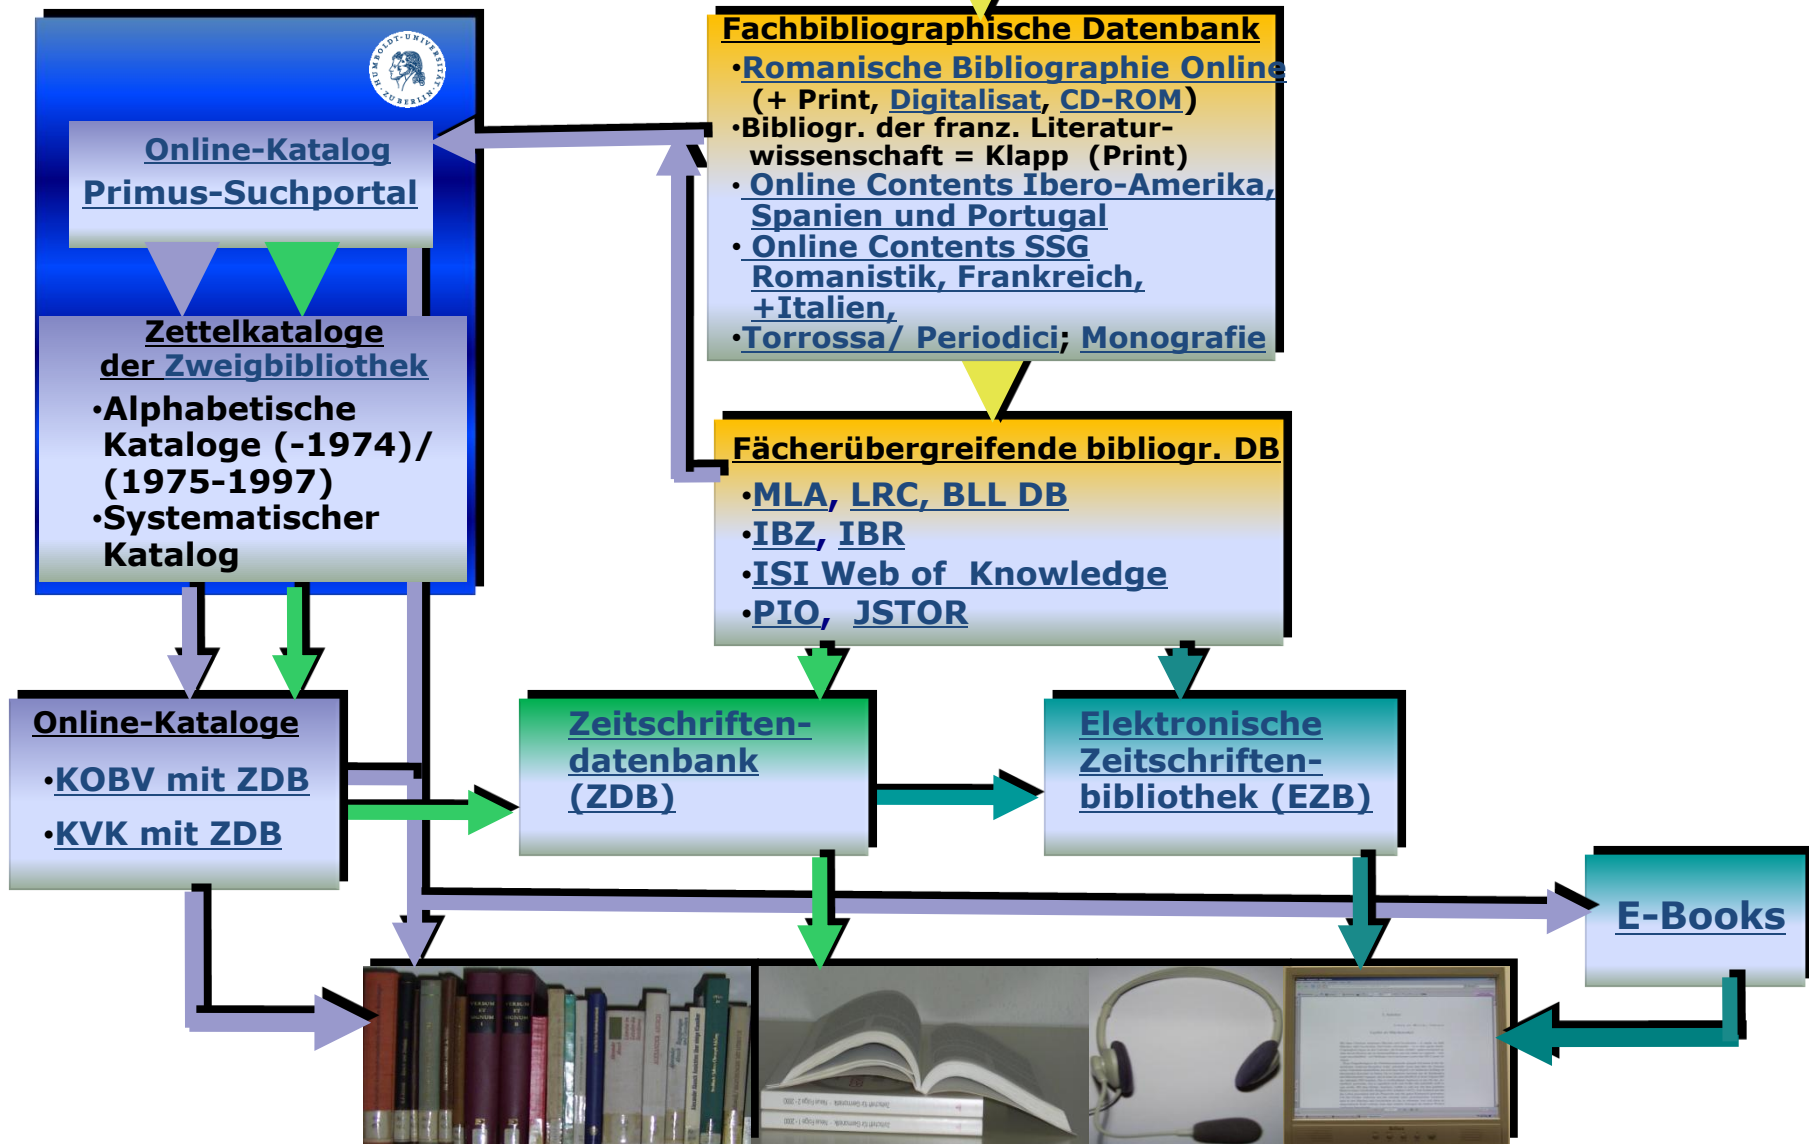 HUMBOLDT-UNIVERSITÄT
ZU BERLIN
Online-Katalog
Primus-Suchportal
Zettelkataloge
der Zweigbibliothek
•Alphabetische
Kataloge (-1974)/
(1975-1997)
•Systematischer
Katalog
Fachbibliographische Datenbank
•Romanische Bibliographie Online
(+ Print, Digitalisat, CD-ROM)
•Bibliogr. der franz. Literatur-
wissenschaft = Klapp (Print)
• Online Contents Ibero-Amerika,
Spanien und Portugal
• Online Contents SSG
Romanistik, Frankreich,
+Italien,
•Torrossa/ Periodici; Monografie
Fächerübergreifende bibliogr. DB
•MLA, LRC, BLL DB
•IBZ, IBR
•ISI Web of Knowledge
•PIO, JSTOR
Online-Kataloge
•KOBV mit ZDB
•KVK mit ZDB
Zeitschriften-
datenbank
(ZDB)
Elektronische
Zeitschriften-
bibliothek (EZB)
E-Books